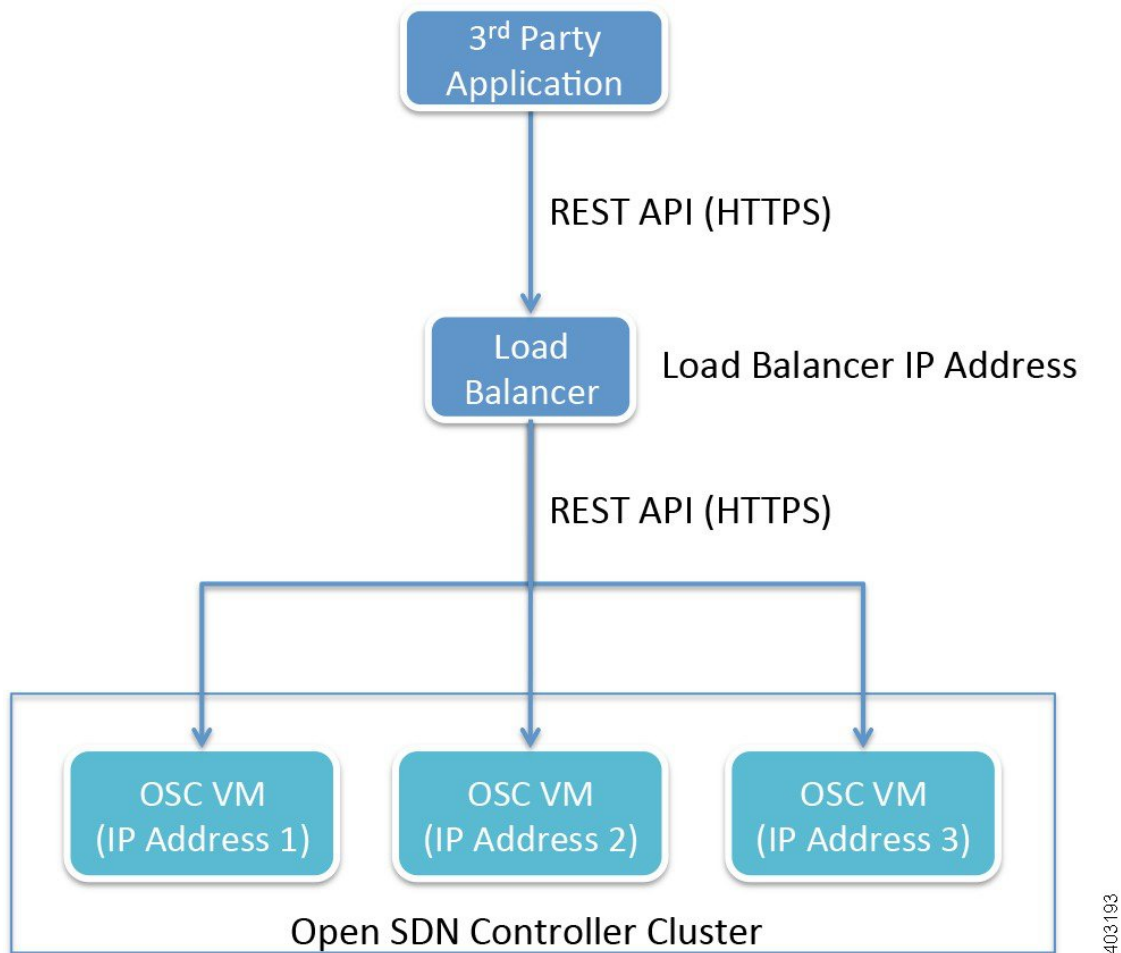 3rd Party
Application
REST API (HTTPS)
Load
Balancer
Load Balancer IP Address
REST API (HTTPS)
OSC VM
(IP Address 1)
OSC VM
(IP Address 2)
OSC VM
(IP Address 3)
Open SDN Controller Cluster
403193